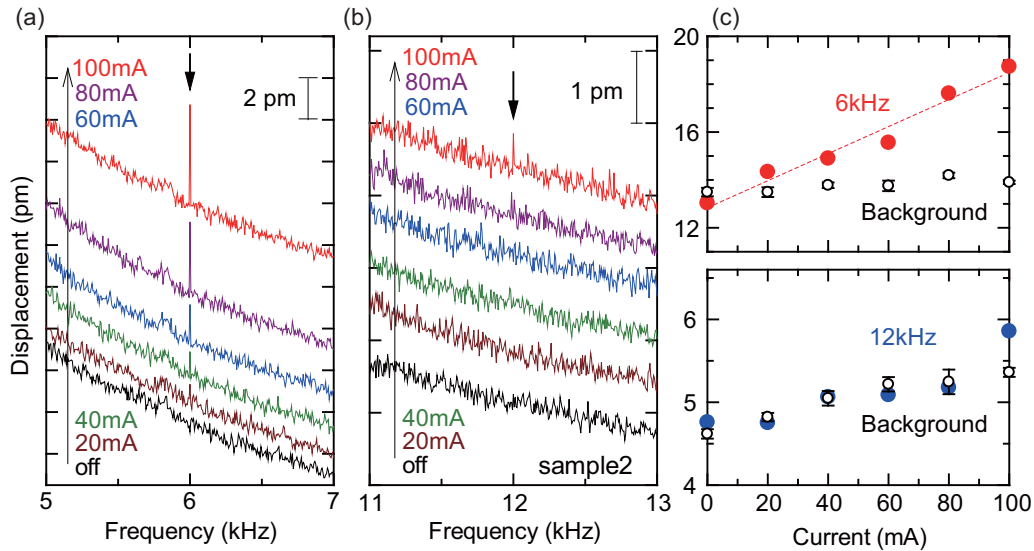 (a)
100mA
80mA
60mA
2 pm
40mA
20mA
off
Displacement (pm)
5
6
7
Frequency (kHz)
(b)
100mA
80mA
60mA
1 pm
40mA
20mA
off
sample2
11
12
13
Frequency (kHz)
(c)
20
18
16
14
12
6kHz
Background
6
5
4
12kHz
Background
0
20
40
60
80
100
Current (mA)